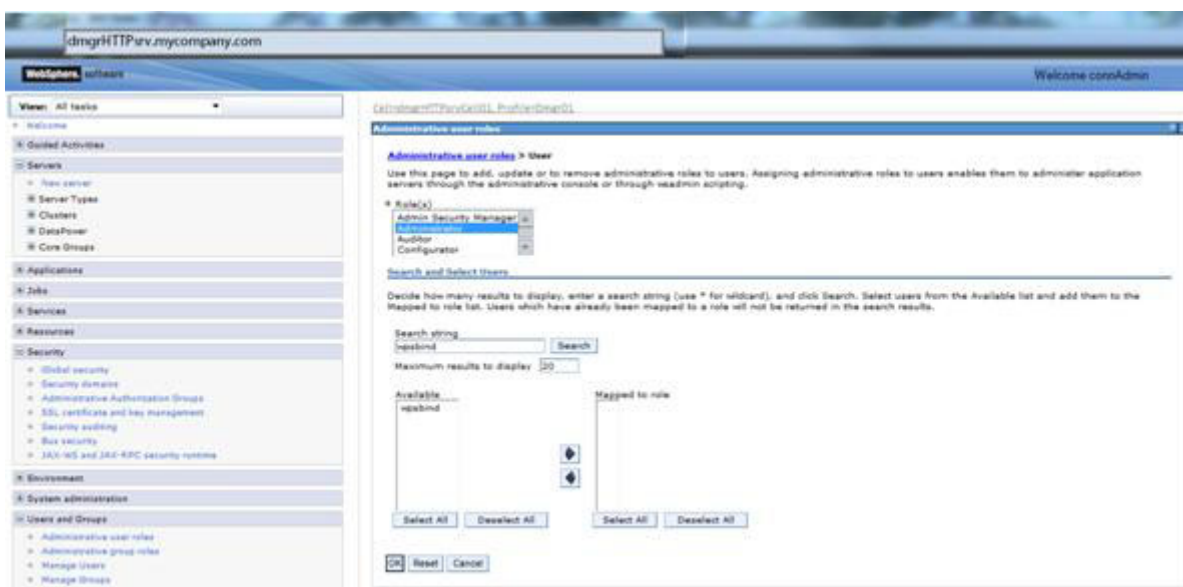 dmgrHTTPsrv.mycompany.com
WebSphere. software
Welcome connAdmin
View: All tasks
Welcome
Guided Activities
Servers
New server
Server Types
Clusters
DataPower
Core Groups
Applications
Jobs
Services
Resources
Security
Global security
Security domains
Administrative Authorization Groups
SSL certificate and key management
Security auditing
Bus security
JAX-WS and JAX-RPC security runtime
Environment
System administration
Users and Groups
Administrative user roles
Administrative group roles
Manage Users
Manage Groups
Administrative user roles
Administrative user roles > User
Use this page to add, update or to remove administrative roles to users. Assigning administrative roles to users enables them to administer application
servers through the administrative console or through wsadmin scripting.
* Role(s)
Admin Security Manager
Administrator
Auditor
Configurator
Search and Select Users
Decide how many results to display, enter a search string (use * for wildcard), and click Search. Select users from the Available list and add them to the
Mapped to role list. Users which have already been mapped to a role will not be returned in the search results.
Search string
wpsbind
Search
Maximum results to display 20
Available
Mapped to role
wpsbind
Select All
Deselect All
Select All
Deselect All
OK
Reset
Cancel